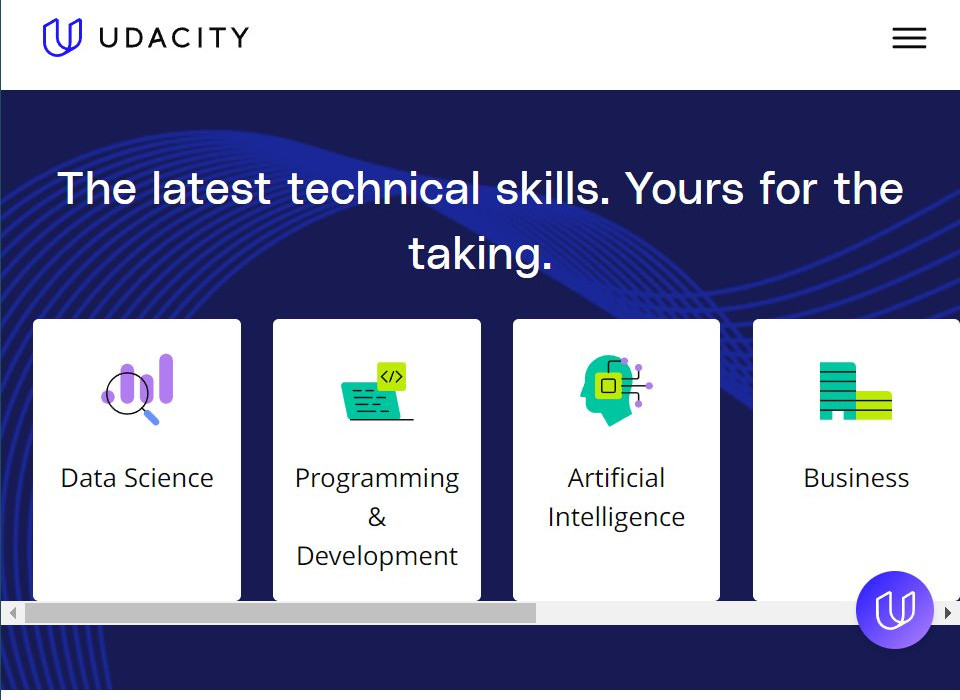 UDACITY
The latest technical skills. Yours for the
taking.
Data Science
Programming
&
Development
</>
Artificial
Intelligence
Business